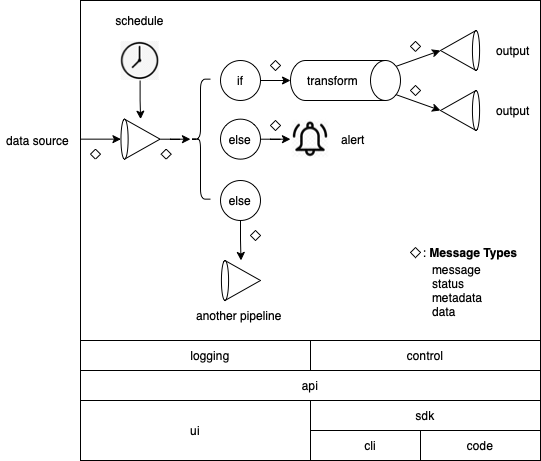 schedule
if
transform
output
output
data source
else
alert
else
another pipeline
◇: Message Types
message
status
metadata
data
logging
control
api
ui
sdk
cli
code